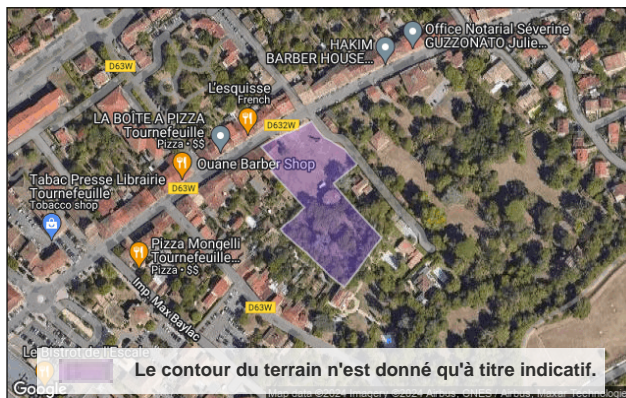 Office Notarial Séverine
GUZZONATO Julie...
HAKIM
BARBER HOUSE...
D63W
L'esquisse
French
LA BOÎTE A PIZZA
Tournefeuille
Pizza • $$
D632W
Ouane Barber Shop
Tabac Presse Librairie
Tournefeuille
Tobacco shop
D63W
Pizza Mongelli
Tournefeuille...
Pizza • $$
Imp. Max Baylac
D63W
Le Bistrot de l'Escale
Le contour du terrain n'est donné qu'à titre indicatif.
Google
Map data ©2024 Imagery ©2024 Airbus, CNES / Airbus, Maxar Technologies